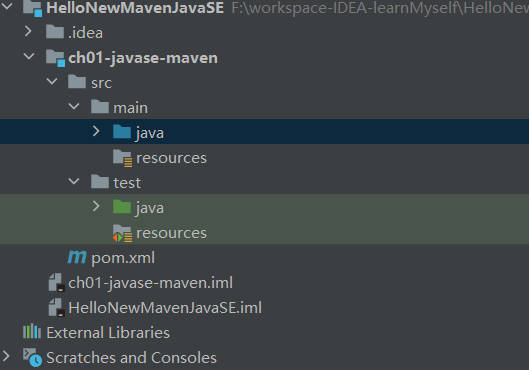 HelloNewMavenJavaSE F:\workspace-IDEA-learnMyself\HelloNew
.idea
ch01-javase-maven
src
main
java
resources
test
java
resources
m pom.xml
ch01-javase-maven.iml
HelloNewMavenJavaSE.iml
External Libraries
Scratches and Consoles